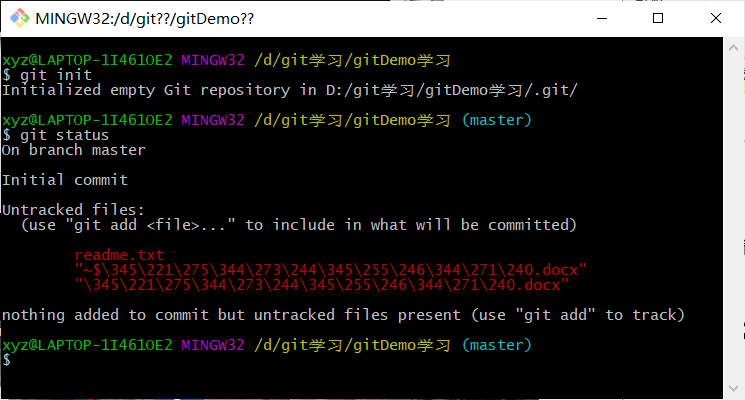 MINGW32:/d/git??/gitDemo??
xyz@LAPTOP-1I461OE2 MINGW32 /d/git学习/gitDemo学习
$ git init
Initialized empty Git repository in D:/git学习/gitDemo学习/.git/
xyz@LAPTOP-1I461OE2 MINGW32 /d/git学习/gitDemo学习 (master)
$ git status
On branch master
Initial commit
Untracked files:
(use "git add <file>..." to include in what will be committed)
readme.txt
"~$\345\221\275\344\273\244\345\255\246\344\271\240.docx"
"\345\221\275\344\273\244\345\255\246\344\271\240.docx"
nothing added to commit but untracked files present (use "git add" to track)
xyz@LAPTOP-1I461OE2 MINGW32 /d/git学习/gitDemo学习 (master)
$